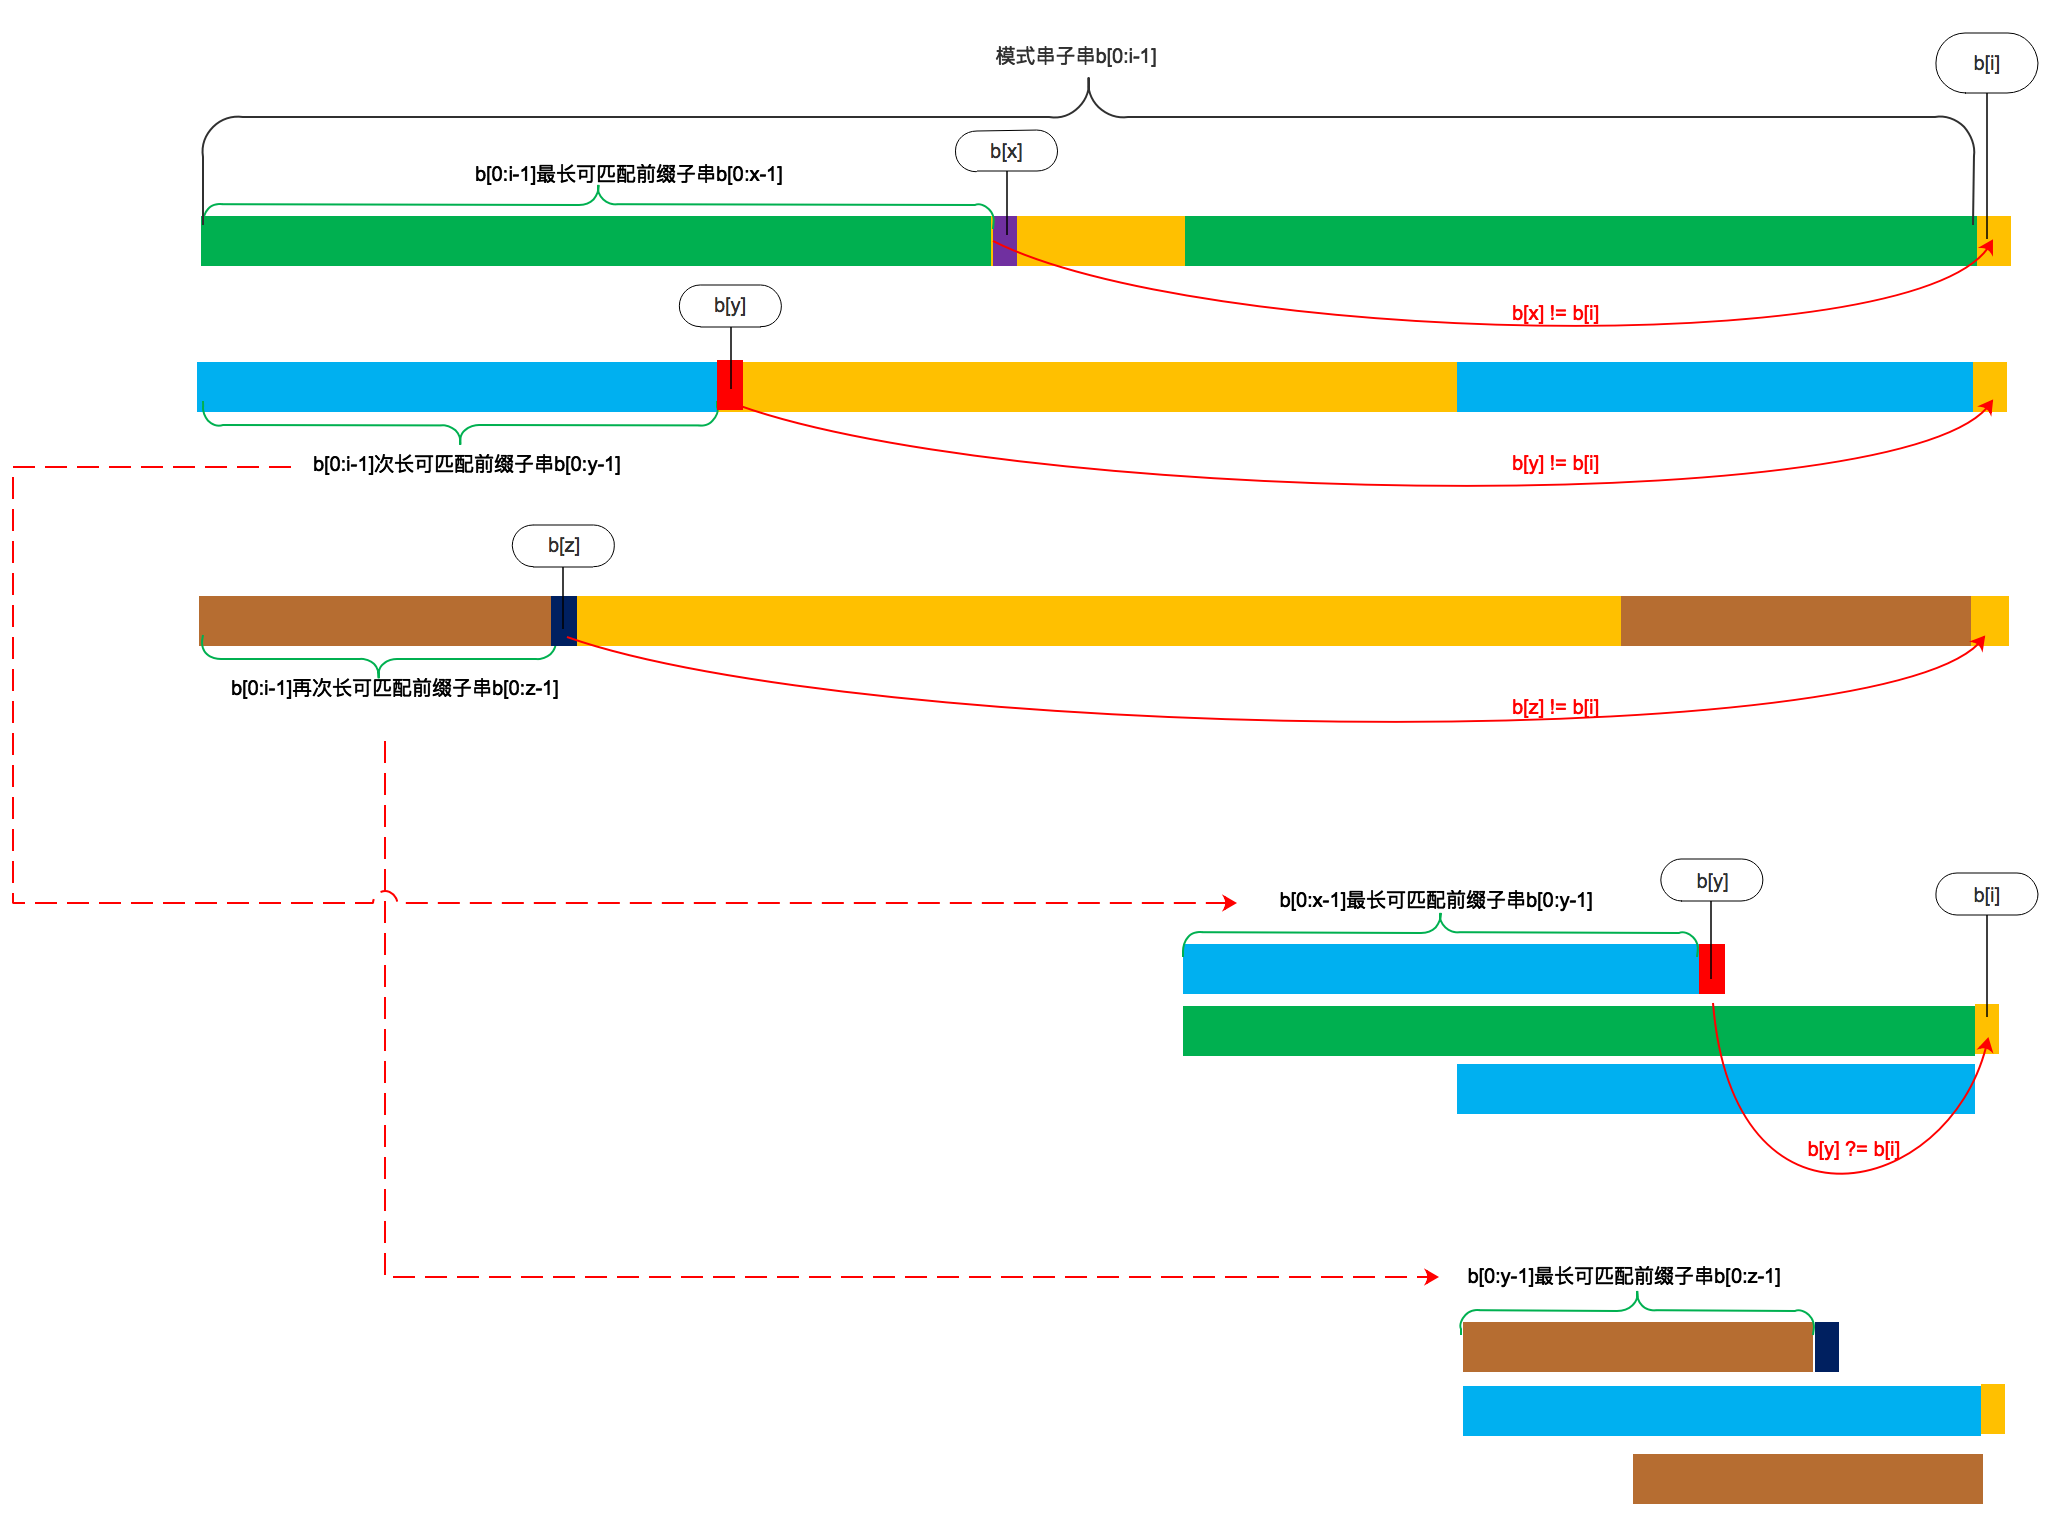 模式串子串b[0:i-1]
b[i]
b[x]
b[0:i-1]最长可匹配前缀子串b[0:x-1]
b[x] != b[i]
b[y]
b[y] != b[i]
b[0:i-1]次长可匹配前缀子串b[0:y-1]
b[z]
b[0:i-1]再次长可匹配前缀子串b[0:z-1]
b[z] != b[i]
b[y]
b[i]
b[0:x-1]最长可匹配前缀子串b[0:y-1]
b[y] ?= b[i]
b[0:y-1]最长可匹配前缀子串b[0:z-1]